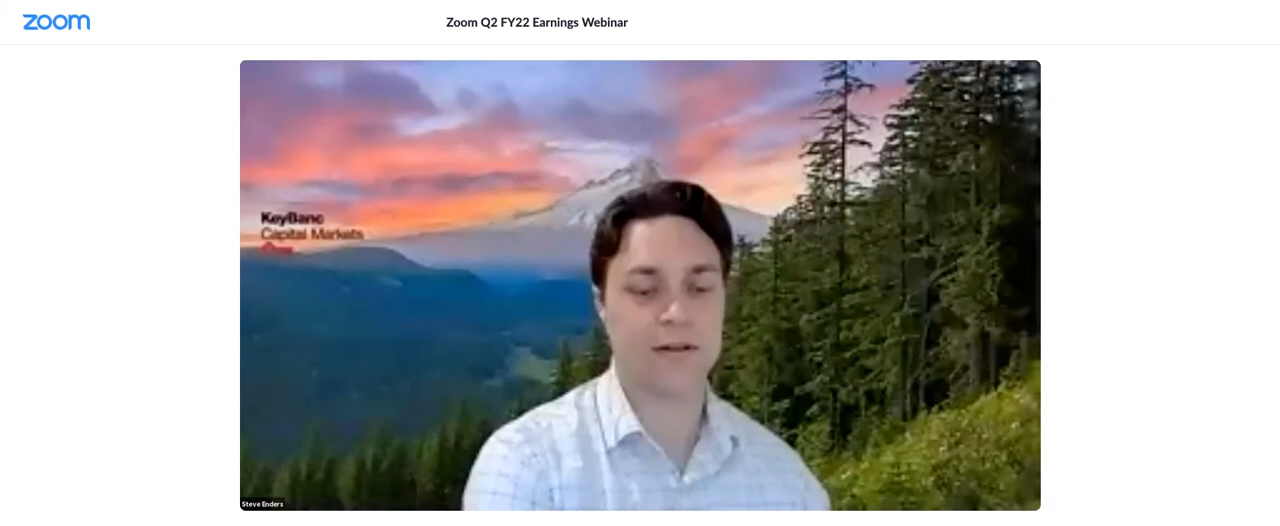 zoom
Zoom Q2 FY22 Earnings Webinar
KeyBanc
Capital Markets
Steve Enders